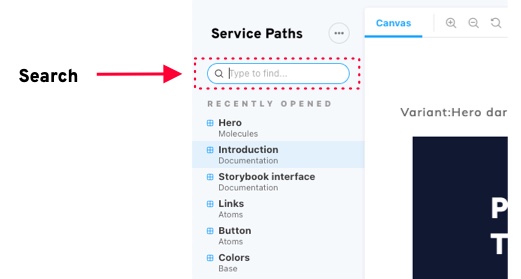 Service Paths
Canvas
Search
Type to find...
RECENTLY OPENED
Hero
Molecules
Introduction
Documentation
Storybook interface
Documentation
Links
Atoms
Button
Atoms
Colors
Base
Variant:Hero dar
P
T